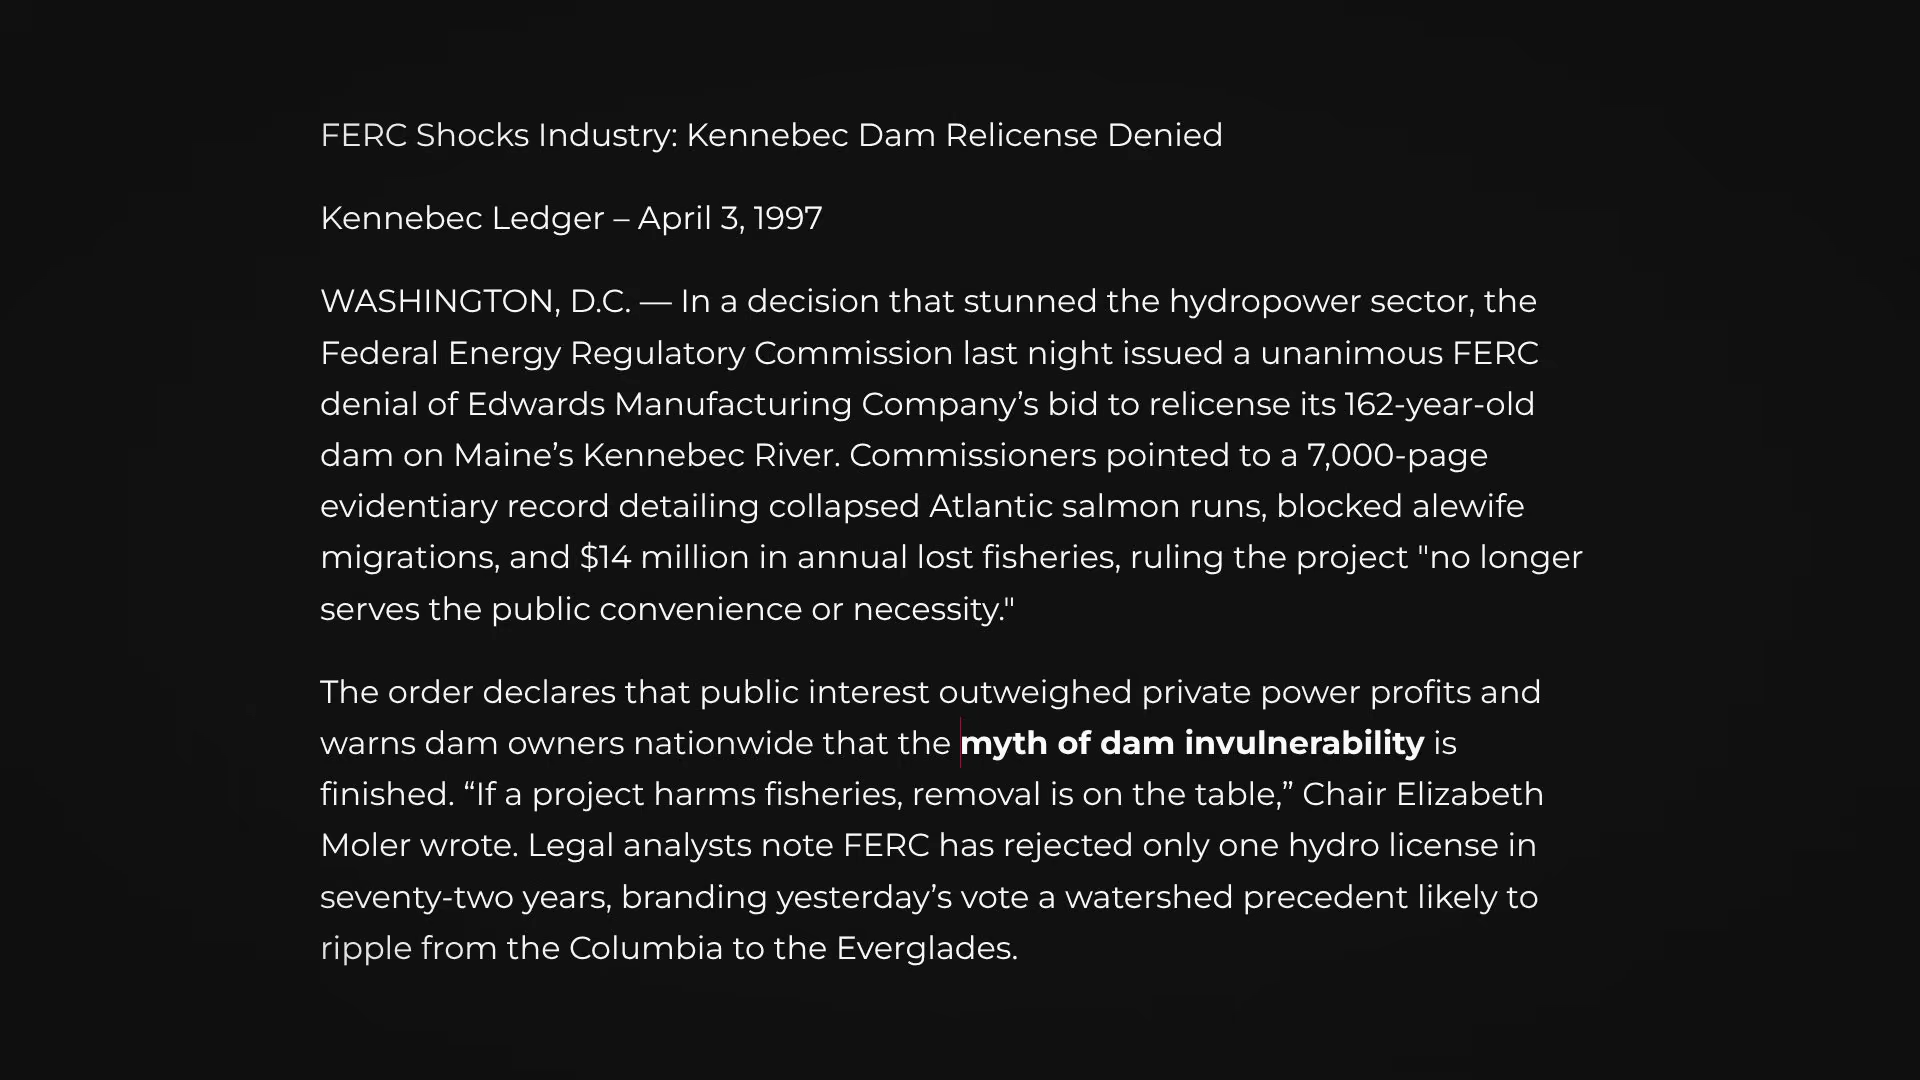 FERC Shocks Industry: Kennebec Dam Relicense Denied
Kennebec Ledger – April 3, 1997
WASHINGTON, D.C. — In a decision that stunned the hydropower sector, the
Federal Energy Regulatory Commission last night issued a unanimous FERC
denial of Edwards Manufacturing Company’s bid to relicense its 162-year-old
dam on Maine’s Kennebec River. Commissioners pointed to a 7,000-page
evidentiary record detailing collapsed Atlantic salmon runs, blocked alewife
migrations, and $14 million in annual lost fisheries, ruling the project "no longer
serves the public convenience or necessity."
The order declares that public interest outweighed private power profits and
warns dam owners nationwide that the myth of dam invulnerability is
finished. “If a project harms fisheries, removal is on the table,” Chair Elizabeth
Moler wrote. Legal analysts note FERC has rejected only one hydro license in
seventy-two years, branding yesterday’s vote a watershed precedent likely to
ripple from the Columbia to the Everglades.